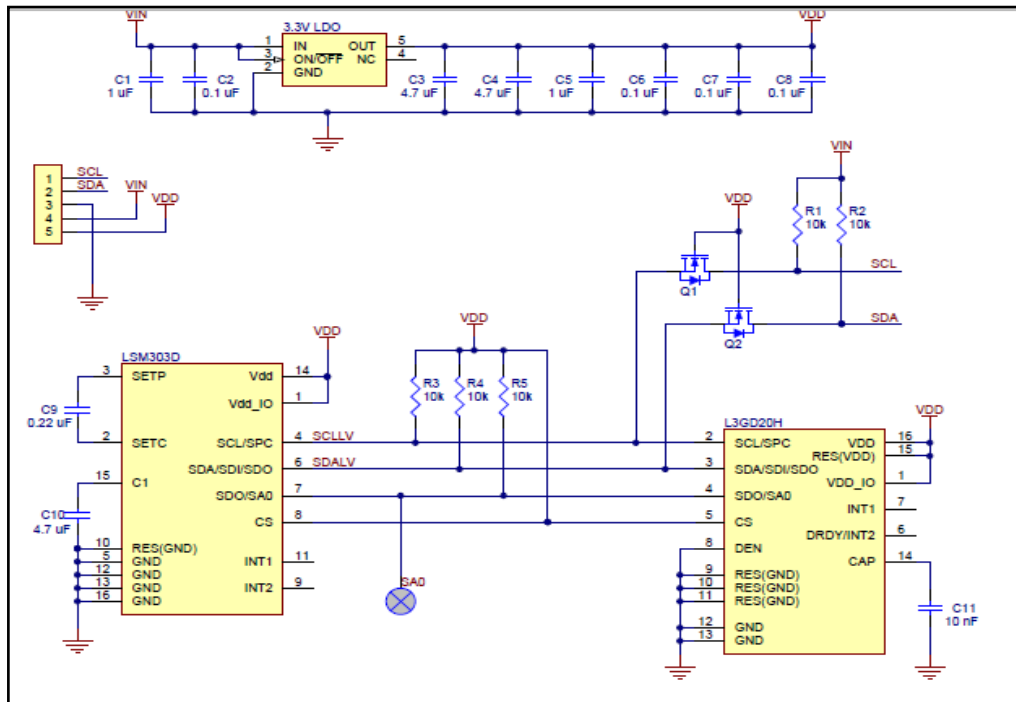 VIN
VDD
3.3V LDO
1 IN OUT 5
3 ON/OFF NC 4
2 GND
C1
1 uF
C2
0.1 uF
C3
4.7 uF
C4
4.7 uF
C5
1 uF
C6
0.1 uF
C7
0.1 uF
C8
0.1 uF
1 SCL
2 SDA
3
4 VIN
5 VDD
VIN
R1
10k
R2
10k
VDD
Q1
SCL
Q2
SDA
VDD
VDD
LSM303D
3 SETP Vdd 14
Vdd_IO 1
C9
0.22 uF
2 SETC SCL/SPC 4 SCLLV
SDA/SDI/SDO 6 SDALV
15 C1 SDO/SA0 7
CS 8
C10
4.7 uF
10 RES(GND)
5 GND INT1 11
12 GND
13 GND INT2 9
16 GND
R3
10k
R4
10k
R5
10k
SA0
L3GD20H
VDD
2 SCL/SPC VDD 16
RES(VDD) 15
3 SDA/SDI/SDO
VDD_IO 1
4 SDO/SA0
INT1 7
5 CS
DRDY/INT2 6
8 DEN
CAP 14
9 RES(GND)
10 RES(GND)
11 RES(GND)
12 GND
13 GND
C11
10 nF